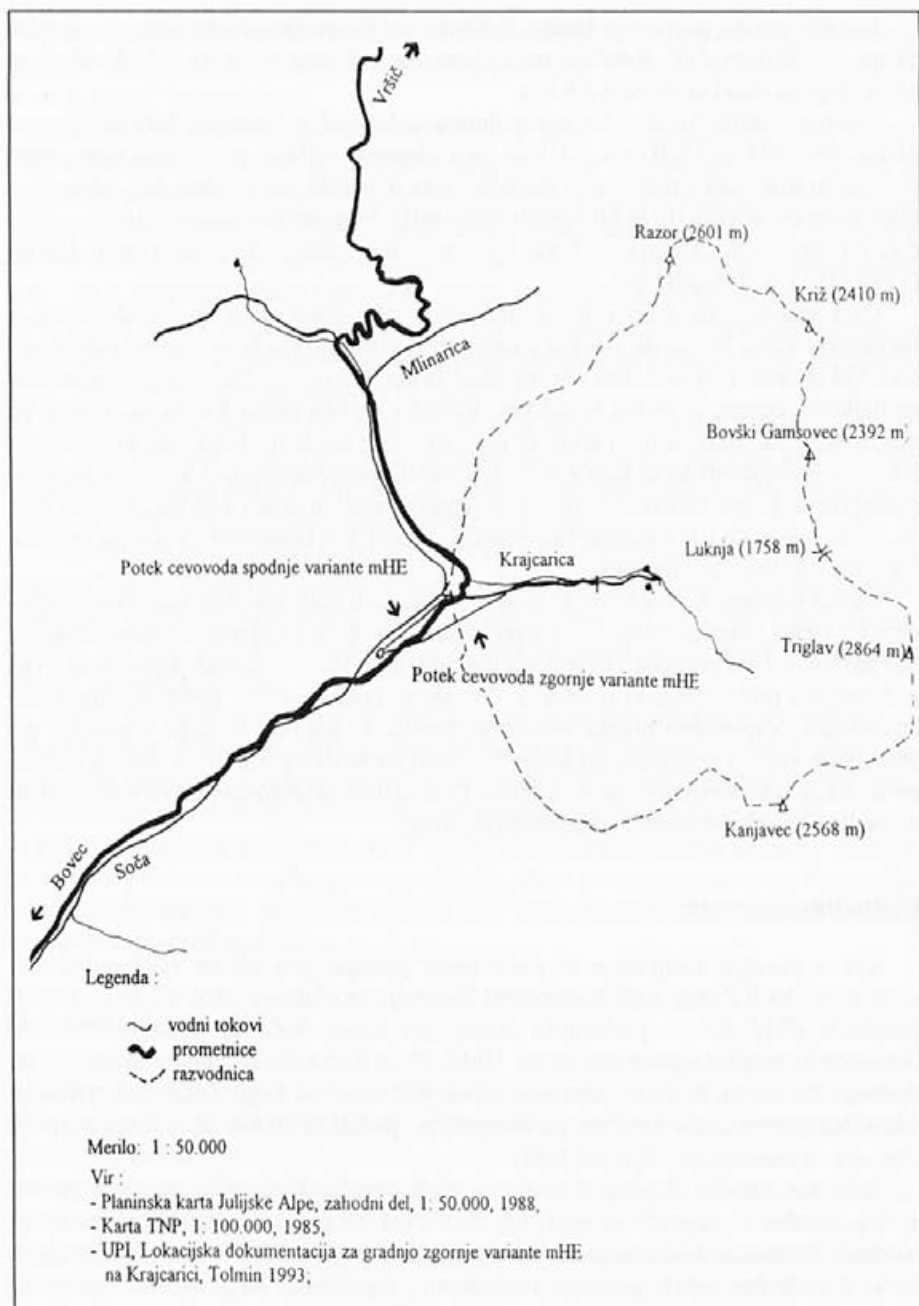 Vršič
Razor (2601 m)
Križ (2410 m)
Mlinarica
Bovški Gamsovec (2392 m)
Luknja (1758 m)
Krajcarica
Potek cevovoda spodnje variante mHE
Triglav (2864 m)
Potek cevovoda zgornje variante mHE
Kanjavec (2568 m)
Bovec
Soča
Legenda :
vodni tokovi
prometnice
razvodnica
Merilo: 1 : 50.000
Vir :
- Planinska karta Julijske Alpe, zahodni del, 1: 50.000, 1988,
- Karta TNP, 1: 100.000, 1985,
- UPI, Lokacijska dokumentacija za gradnjo zgornje variante mHE
na Krajcarici, Tolmin 1993;